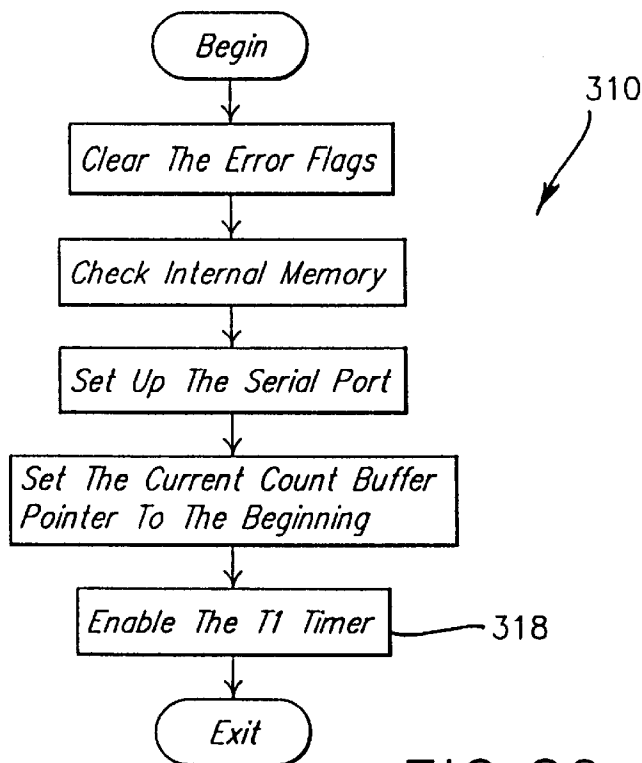 Begin
310
Clear The Error Flags
Check Internal Memory
Set Up The Serial Port
Set The Current Count Buffer
Pointer To The Beginning
Enable The T1 Timer
318
Exit